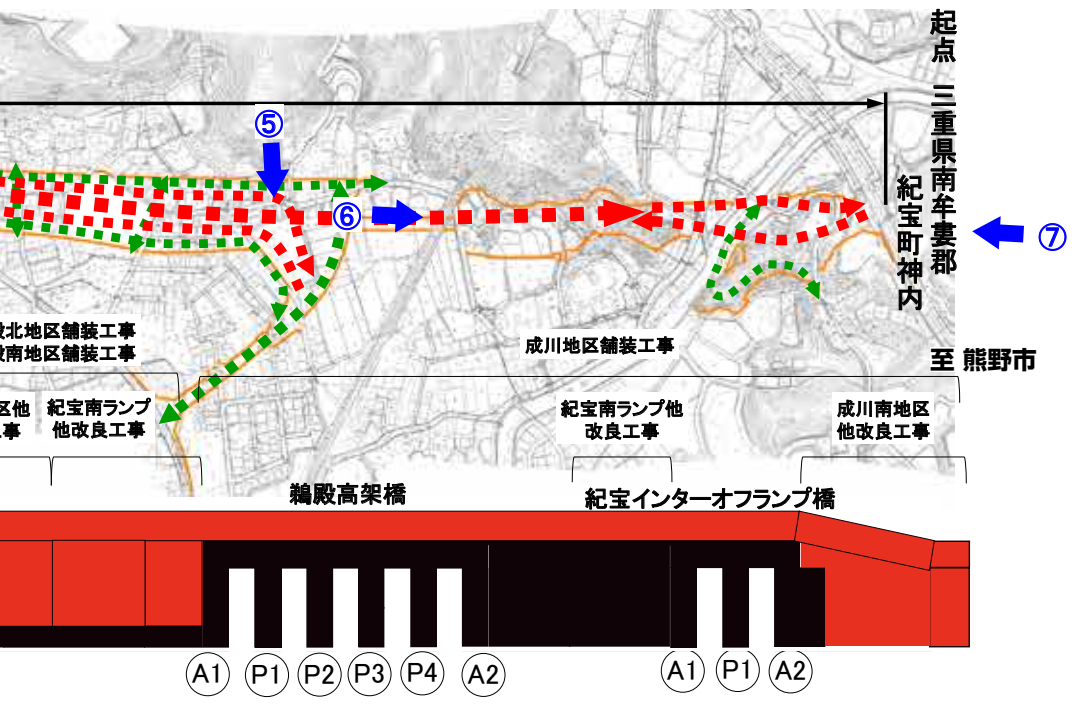 起点 三重県南牟婁郡
紀宝町神内
⑤
⑥
⑦
北地区舗装工事
南地区舗装工事
成川地区舗装工事
至 熊野市
区他
事
紀宝南ランプ
他改良工事
紀宝南ランプ他
改良工事
成川南地区
他改良工事
鵜殿高架橋
紀宝インターオフランプ橋
A1 P1 P2 P3 P4 A2 A1 P1 A2